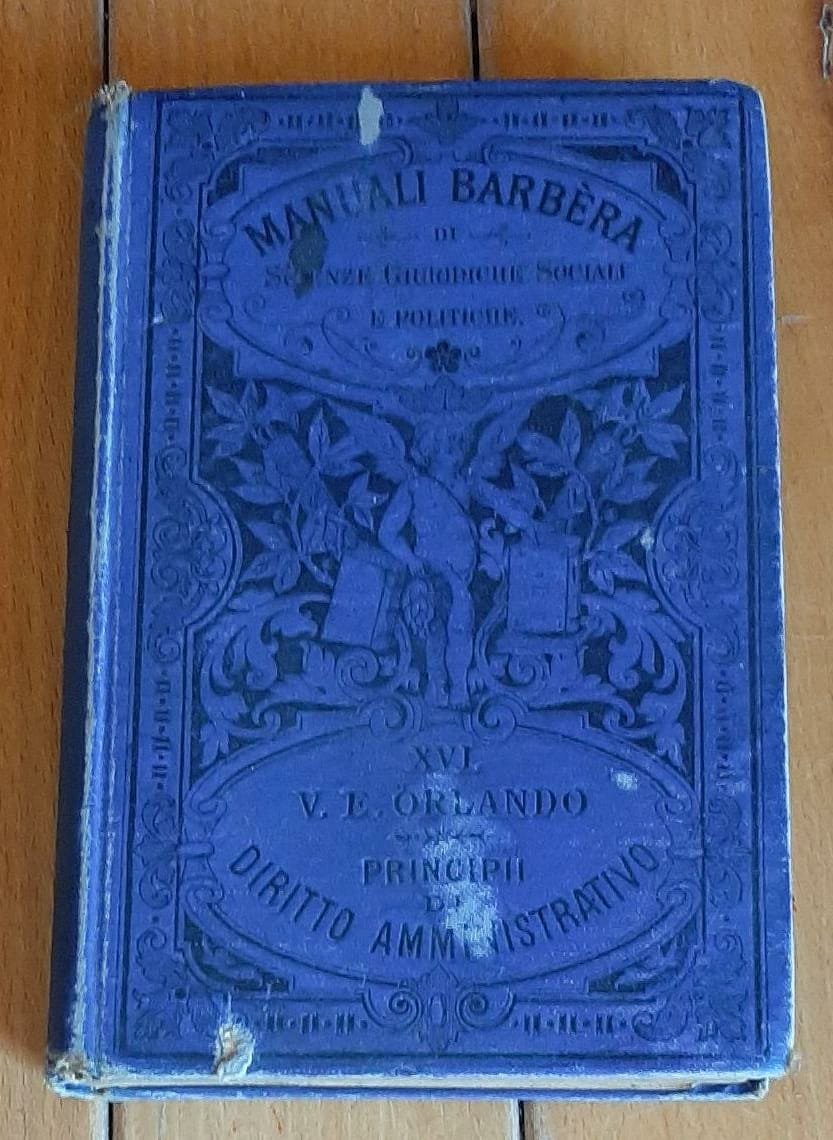 MANUALI BARBÈRA
DI
SCIENZE GIURIDICHE SOCIALI
E POLITICHE.
XVI.
V. E. ORLANDO
PRINCIPII
DI
DIRITTO AMMINISTRATIVO